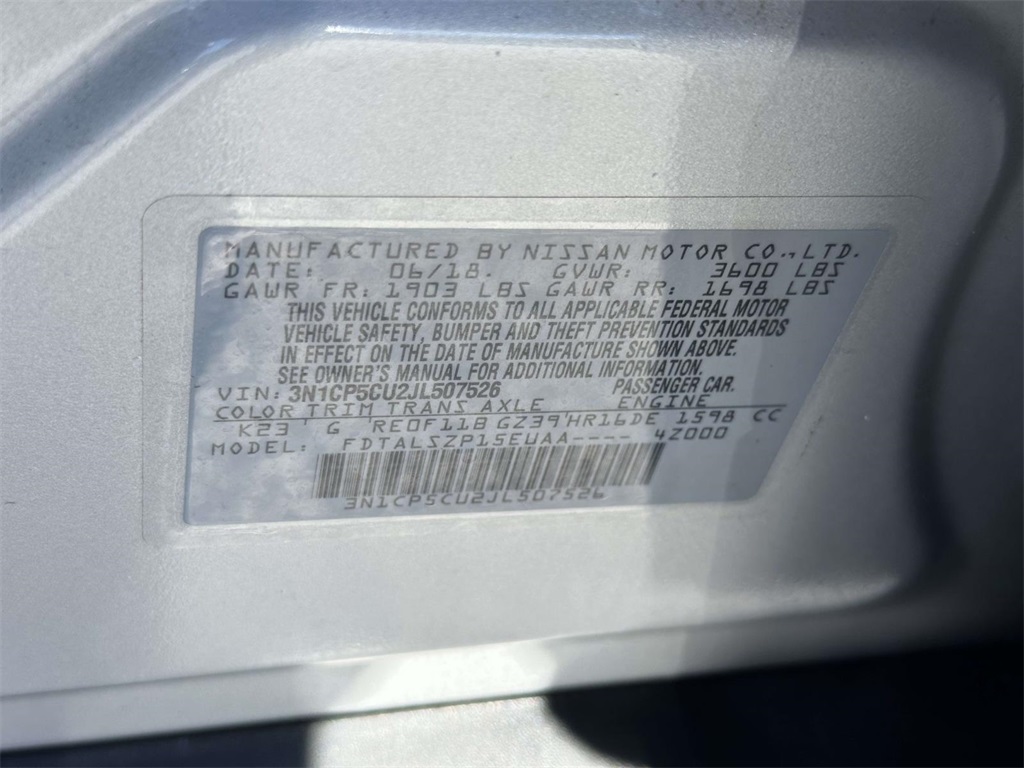 MANUFACTURED BY NISSAN MOTOR CO.,LTD.
DATE: 06/18. GVWR: 3600 LBS
GAWR FR: 1903 LBS GAWR RR: 1698 LBS
THIS VEHICLE CONFORMS TO ALL APPLICABLE FEDERAL MOTOR
VEHICLE SAFETY, BUMPER AND THEFT PREVENTION STANDARDS
IN EFFECT ON THE DATE OF MANUFACTURE SHOWN ABOVE.
SEE OWNER'S MANUAL FOR ADDITIONAL INFORMATION.
VIN: 3N1CP5CU2JL507526 PASSENGER CAR.
COLOR TRIM TRANS AXLE ENGINE
K23 G RE0F11B GZ39 HR16DE 1598 CC
MODEL: FDTALSZP15EUAA---- 4Z000
3N1CP5CU2JL507526